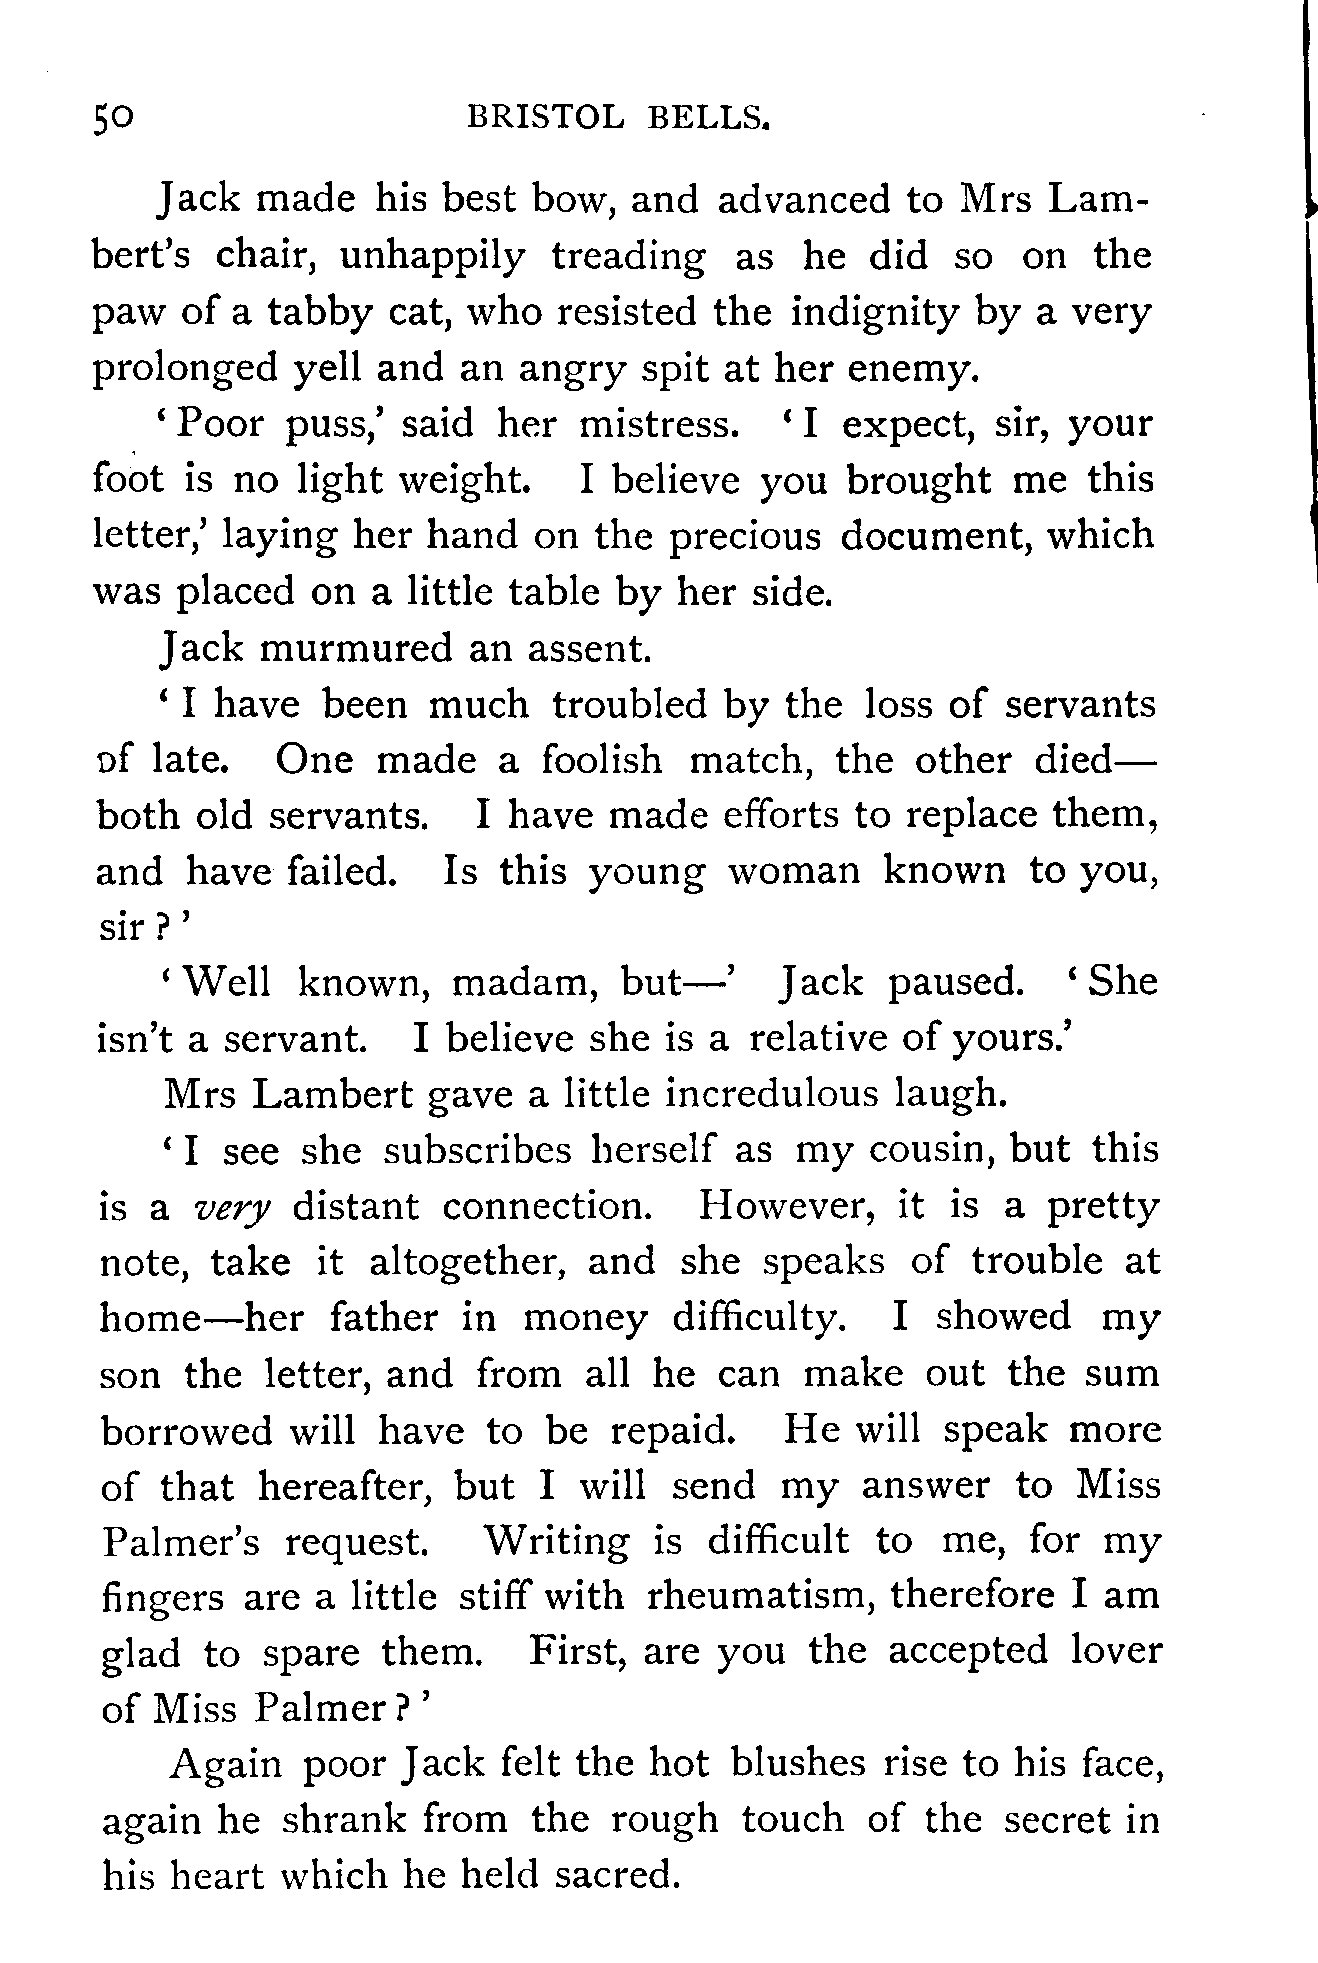 50 BRISTOL BELLS.
Jack made his best bow, and advanced to Mrs Lam-
bert's chair, unhappily treading as he did so on the
paw of a tabby cat, who resisted the indignity by a very
prolonged yell and an angry spit at her enemy.
‘Poor puss,’ said her mistress. ‘I expect, sir, your
foot is no light weight. I believe you brought me this
letter,’ laying her hand on the precious document, which
was placed on a little table by her side.
Jack murmured an assent.
‘I have been much troubled by the loss of servants
of late. One made a foolish match, the other died—
both old servants. I have made efforts to replace them,
and have failed. Is this young woman known to you,
sir?’
‘Well known, madam, but—’ Jack paused. ‘She
isn't a servant. I believe she is a relative of yours.’
Mrs Lambert gave a little incredulous laugh.
‘I see she subscribes herself as my cousin, but this
is a very distant connection. However, it is a pretty
note, take it altogether, and she speaks of trouble at
home—her father in money difficulty. I showed my
son the letter, and from all he can make out the sum
borrowed will have to be repaid. He will speak more
of that hereafter, but I will send my answer to Miss
Palmer's request. Writing is difficult to me, for my
fingers are a little stiff with rheumatism, therefore I am
glad to spare them. First, are you the accepted lover
of Miss Palmer?’
Again poor Jack felt the hot blushes rise to his face,
again he shrank from the rough touch of the secret in
his heart which he held sacred.